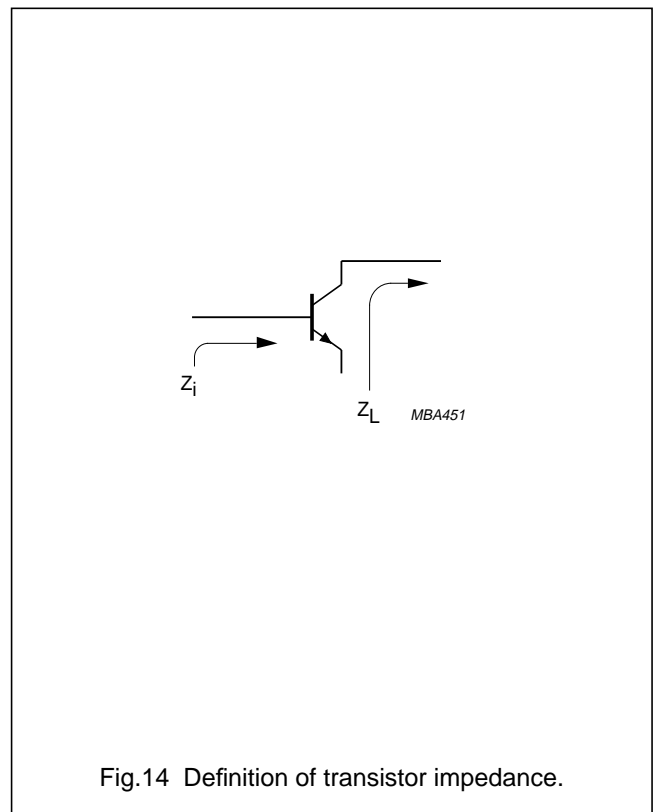 Z_i
Z_L
MBA451
Fig.14 Definition of transistor impedance.